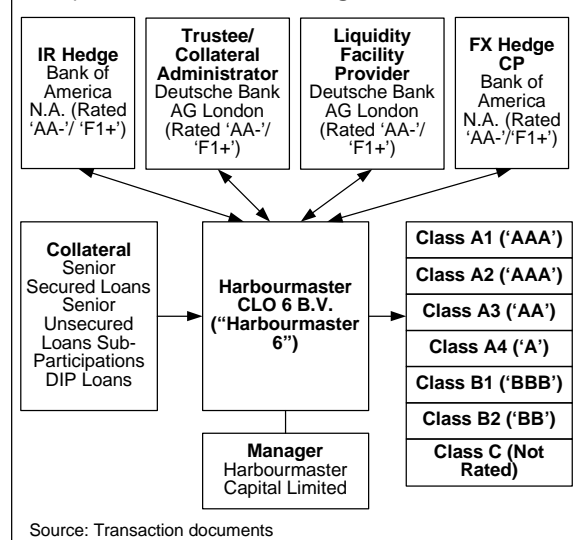 IR Hedge
Bank of
America
N.A. (Rated
‘AA-’/ ‘F1+’)
Trustee/
Collateral
Administrator
Deutsche Bank
AG London
(Rated ‘AA-’/
‘F1+’)
Liquidity
Facility
Provider
Deutsche Bank
AG London
(Rated ‘AA-’/
‘F1+’)
FX Hedge
CP
Bank of
America
N.A. (Rated
‘AA-’/‘F1+’)
Collateral
Senior
Secured Loans
Senior
Unsecured
Loans Sub-
Participations
DIP Loans
Harbourmaster
CLO 6 B.V.
(“Harbourmaster
6”)
Class A1 (‘AAA’)
Class A2 (‘AAA’)
Class A3 (‘AA’)
Class A4 (‘A’)
Class B1 (‘BBB’)
Class B2 (‘BB’)
Class C (Not
Rated)
Manager
Harbourmaster
Capital Limited
Source: Transaction documents